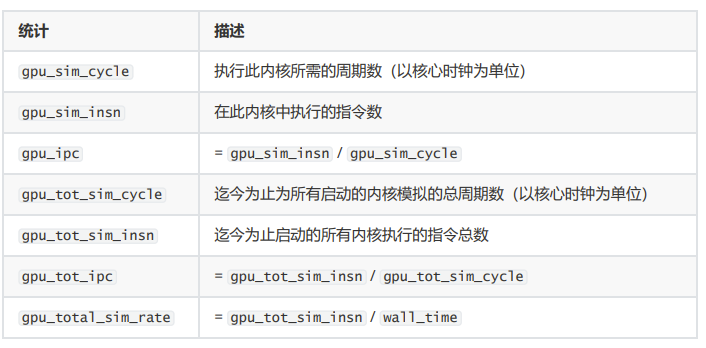 统计 描述
gpu_sim_cycle 执行此内核所需的周期数（以核心时钟为单位）
gpu_sim_insn 在此内核中执行的指令数
gpu_ipc = gpu_sim_insn / gpu_sim_cycle
gpu_tot_sim_cycle 迄今为止为所有启动的内核模拟的总周期数（以核心时钟为单位）
gpu_tot_sim_insn 迄今为止启动的所有内核执行的指令总数
gpu_tot_ipc = gpu_tot_sim_insn / gpu_tot_sim_cycle
gpu_total_sim_rate = gpu_tot_sim_insn / wall_time